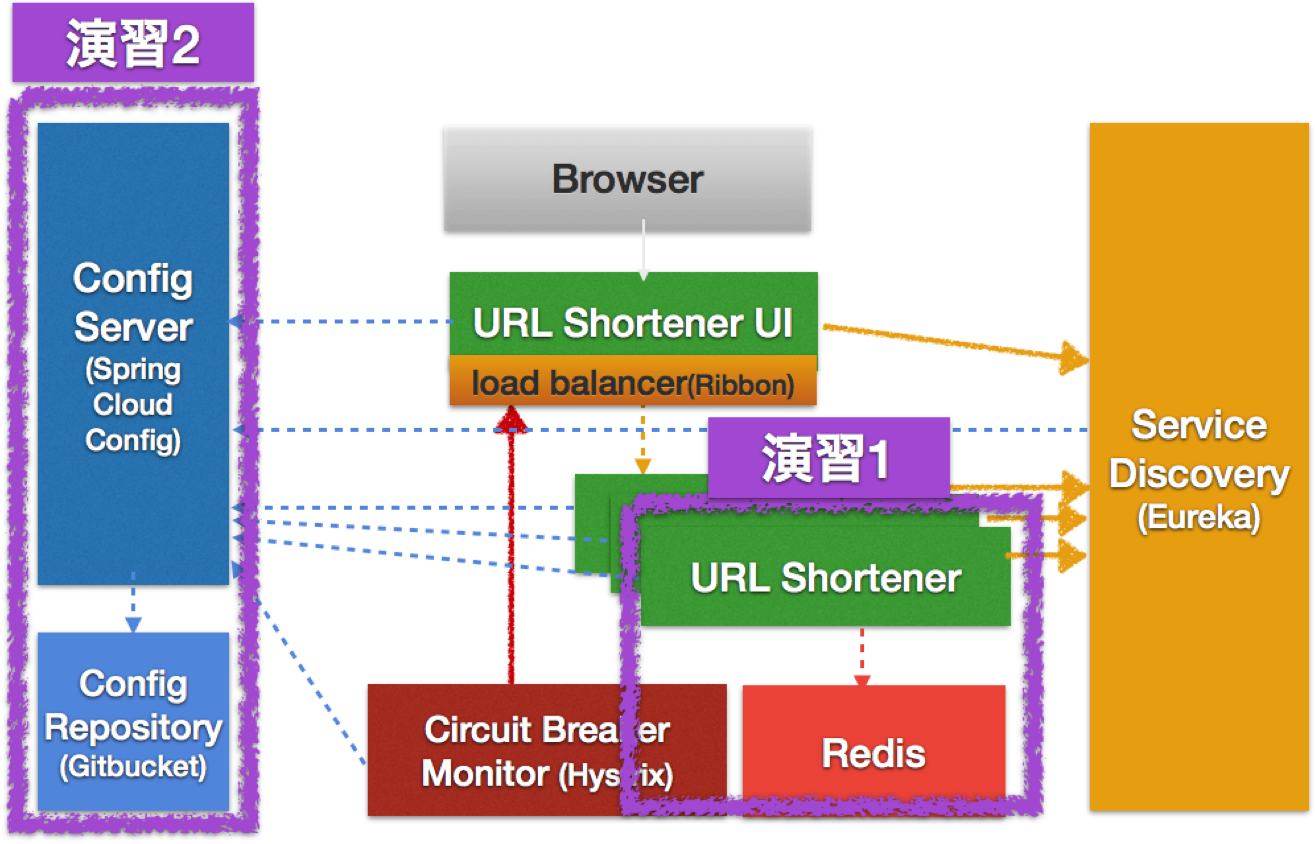 演習2
Config
Server
(Spring
Cloud
Config)
Config
Repository
(Gitbucket)
Browser
URL Shortener UI
load balancer(Ribbon)
演習1
URL Shortener
Redis
Circuit Breaker
Monitor (Hystrix)
Service
Discovery
(Eureka)